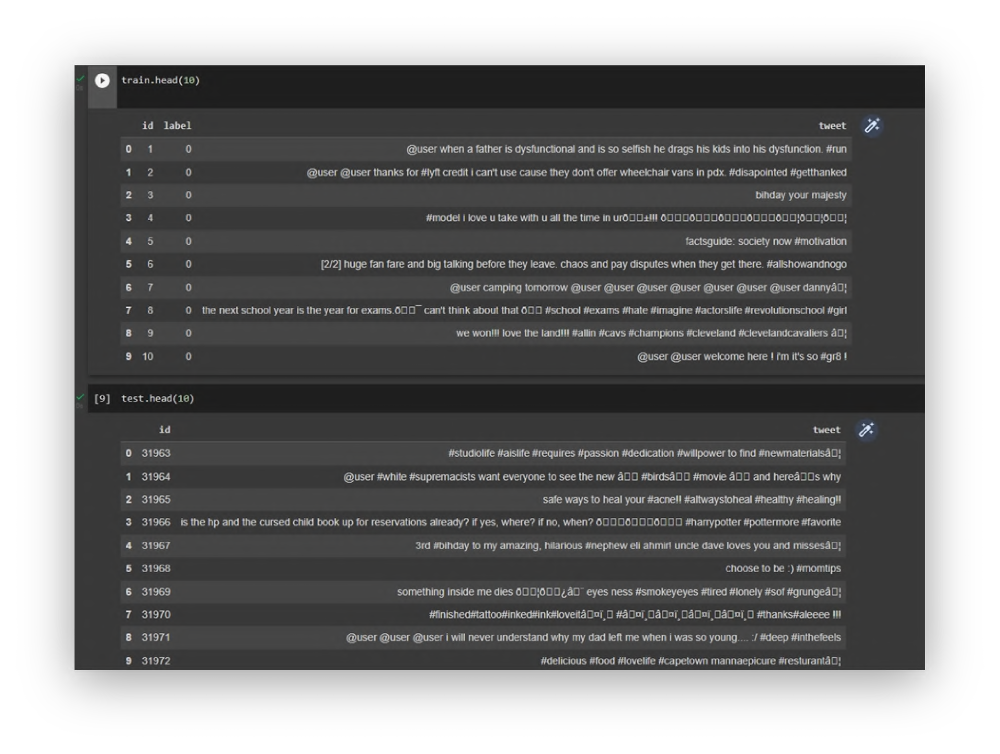 train.head(10)
id label tweet
0 1 0 @user when a father is dysfunctional and is so selfish he drags his kids into his dysfunction. #run
1 2 0 @user @user thanks for #lyft credit i can't use cause they don't offer wheelchair vans in pdx. #disapointed #getthanked
2 3 0 bihday your majesty
3 4 0 #model i love u take with u all the time in urð□□±!!! ð□□□ð□□□ð□□□ð□□□ð□□¦ð□□¦ð□□¦
4 5 0 factsguide: society now #motivation
5 6 0 [2/2] huge fan fare and big talking before they leave. chaos and pay disputes when they get there. #allshowandnogo
6 7 0 @user camping tomorrow @user @user @user @user @user @user @user dannyâ□¦
7 8 0 the next school year is the year for exams.ð□□¯ can't think about that ð□□ #school #exams #hate #imagine #actorslife #revolutionschool #girl
8 9 0 we won!!! love the land!!! #allin #cavs #champions #cleveland #clevelandcavaliers â□¦
9 10 0 @user @user welcome here ! i'm it's so #gr8 !
[9] test.head(10)
id tweet
0 31963 #studiolife #aislife #requires #passion #dedication #willpower to find #newmaterialsâ□¦
1 31964 @user #white #supremacists want everyone to see the new â□□ #birdsâ□□ #movie â□□ and hereâ□□s why
2 31965 safe ways to heal your #acne!! #altwaystoheal #healthy #healing!!
3 31966 is the hp and the cursed child book up for reservations already? if yes, where? if no, when? ð□□□ð□□□ð□□□ #harrypotter #pottermore #favorite
4 31967 3rd #bihday to my amazing, hilarious #nephew eli ahmir! uncle dave loves you and missesâ□¦
5 31968 choose to be :) #momtips
6 31969 something inside me dies ð□□¦ð□□¿â□¨ eyes ness #smokeyeyes #tired #lonely #sof #grungeâ□¦
7 31970 #finished#tattoo#inked#ink#loveitâ□¤ï¸□ #â□¤ï¸□â□¤ï¸□â□¤ï¸□â□¤ï¸□ #thanks#aleeee !!!
8 31971 @user @user @user i will never understand why my dad left me when i was so young.... :/ #deep #inthefeels
9 31972 #delicious #food #lovelife #capetown mannaepicure #resturantâ□¦